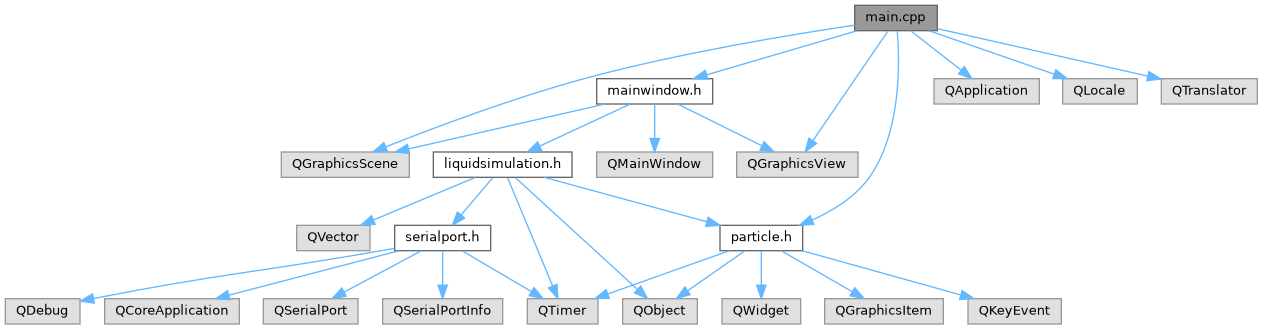 main.cpp
mainwindow.h
QApplication
QLocale
QTranslator
QGraphicsScene
liquidsimulation.h
QMainWindow
QGraphicsView
QVector
serialport.h
particle.h
QDebug
QCoreApplication
QSerialPort
QSerialPortInfo
QTimer
QObject
QWidget
QGraphicsItem
QKeyEvent